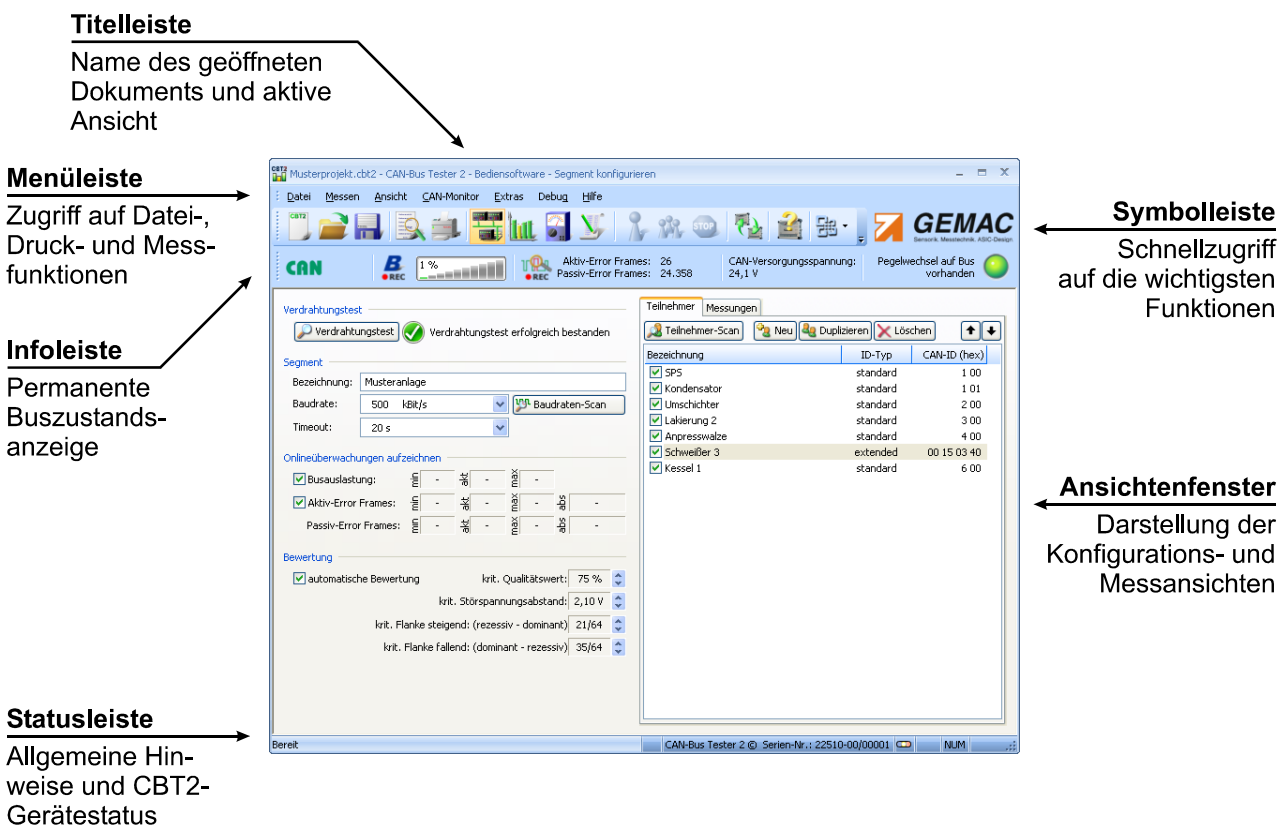 Titelleiste
Name des geöffneten
Dokuments und aktive
Ansicht
Menüleiste
Zugriff auf Datei-,
Druck- und Mess-
funktionen
Infoleiste
Permanente
Buszustands-
anzeige
Statusleiste
Allgemeine Hin-
weise und CBT2-
Gerätestatus
Symbolleiste
Schnellzugriff
auf die wichtigsten
Funktionen
Ansichtenfenster
Darstellung der
Konfigurations- und
Messansichten
CBT2 Musterprojekt.cbt2 - CAN-Bus Tester 2 - Bediensoftware - Segment konfigurieren
Datei Messen Ansicht CAN-Monitor Extras Debug Hilfe
CBT2 STOP GEMAC
Sensorik. Messtechnik. ASIC-Design
CAN B REC 1 % REC
Aktiv-Error Frames: 26
Passiv-Error Frames: 24.358
CAN-Versorgungsspannung:
24,1 V
Pegelwechsel auf Bus
vorhanden
Verdrahtungstest
Verdrahtungstest Verdrahtungstest erfolgreich bestanden
Segment
Bezeichnung: Musteranlage
Baudrate: 500 kBit/s Baudraten-Scan
Timeout: 20 s
Onlineüberwachungen aufzeichnen
Busauslastung: min - akt - max -
Aktiv-Error Frames: min - akt - max - abs -
Passiv-Error Frames: min - akt - max - abs -
Bewertung
automatische Bewertung krit. Qualitätswert: 75 %
krit. Störspannungsabstand: 2,10 V
krit. Flanke steigend: (rezessiv - dominant) 21/64
krit. Flanke fallend: (dominant - rezessiv) 35/64
Teilnehmer Messungen
Teilnehmer-Scan Neu Duplizieren Löschen
Bezeichnung ID-Typ CAN-ID (hex)
SPS standard 1 00
Kondensator standard 1 01
Umschichter standard 2 00
Lakierung 2 standard 3 00
Anpresswalze standard 4 00
Schweißer 3 extended 00 15 03 40
Kessel 1 standard 6 00
Bereit CAN-Bus Tester 2 © Serien-Nr.: 22510-00/00001 NUM